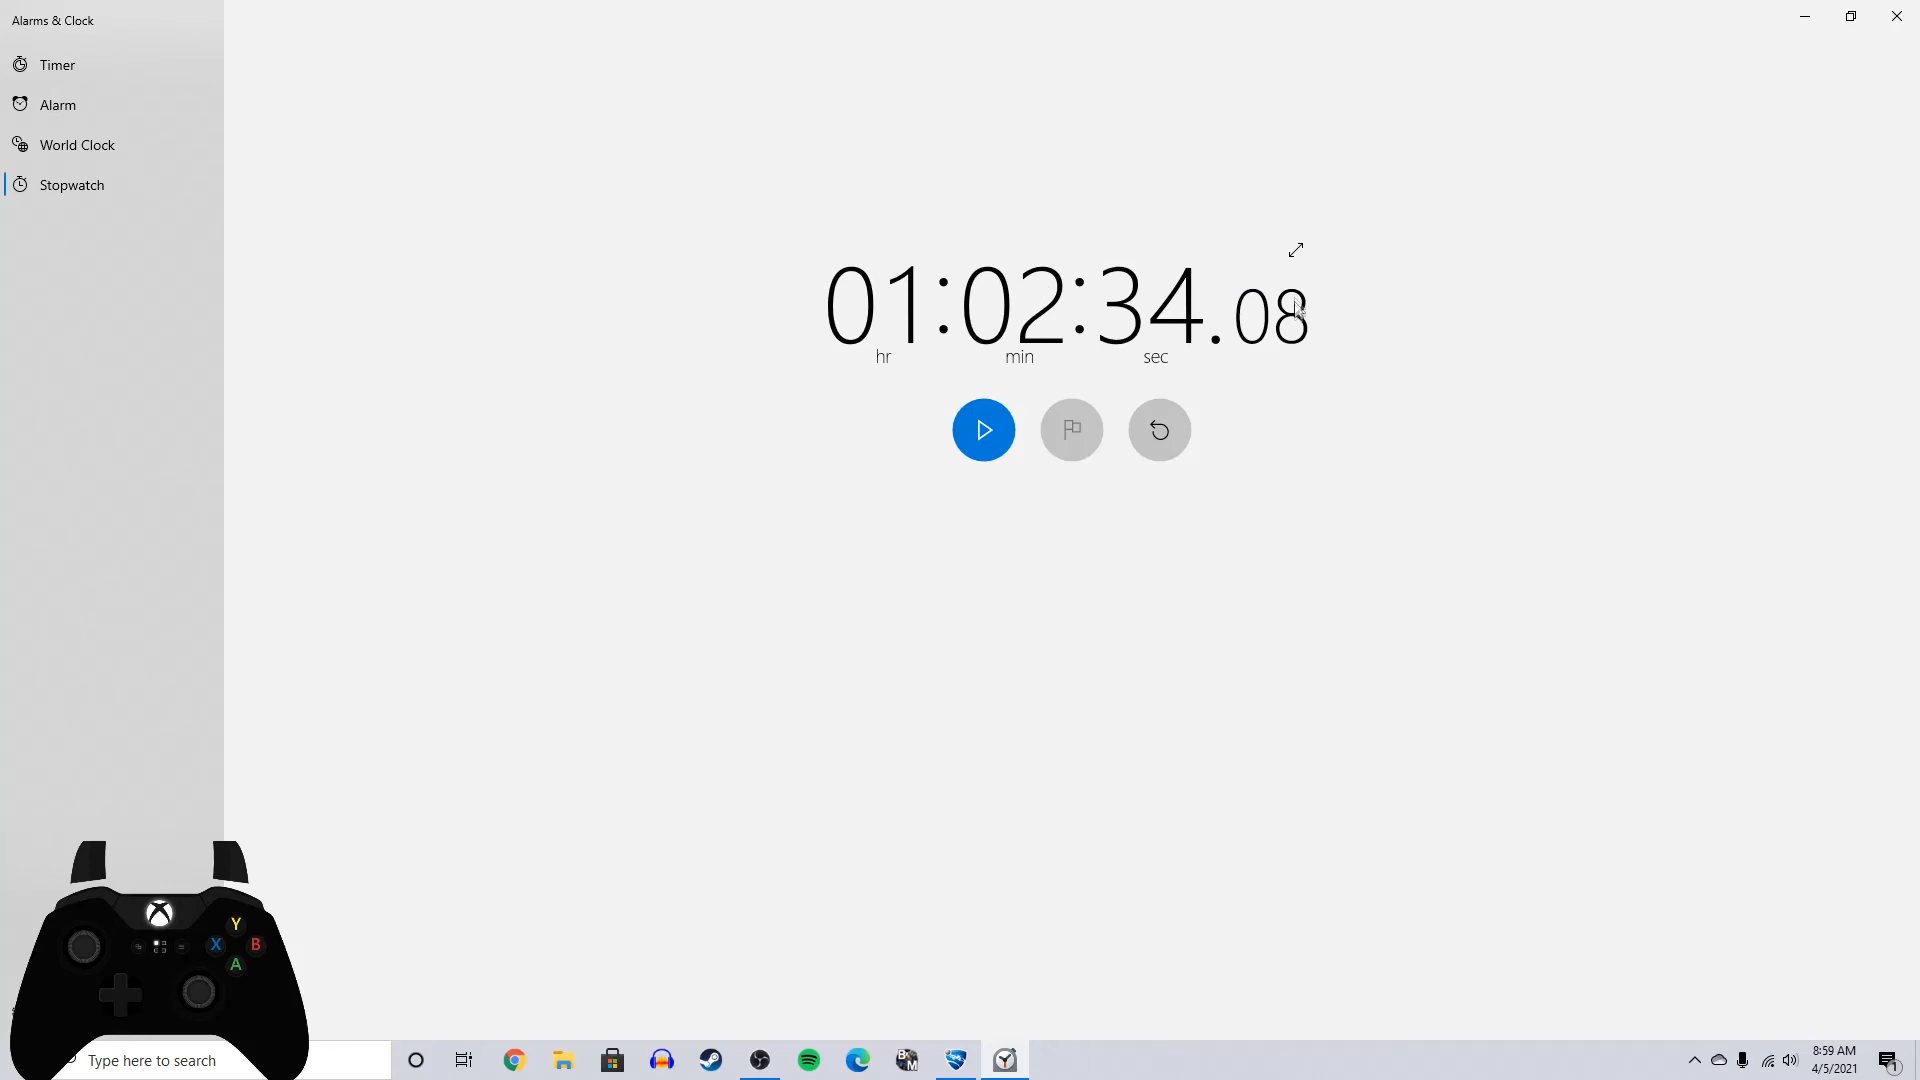 Alarms & Clock
Timer
Alarm
World Clock
Stopwatch
01:02:34.08
hr min sec
Y
X B
A
Type here to search
8:59 AM
4/5/2021
1